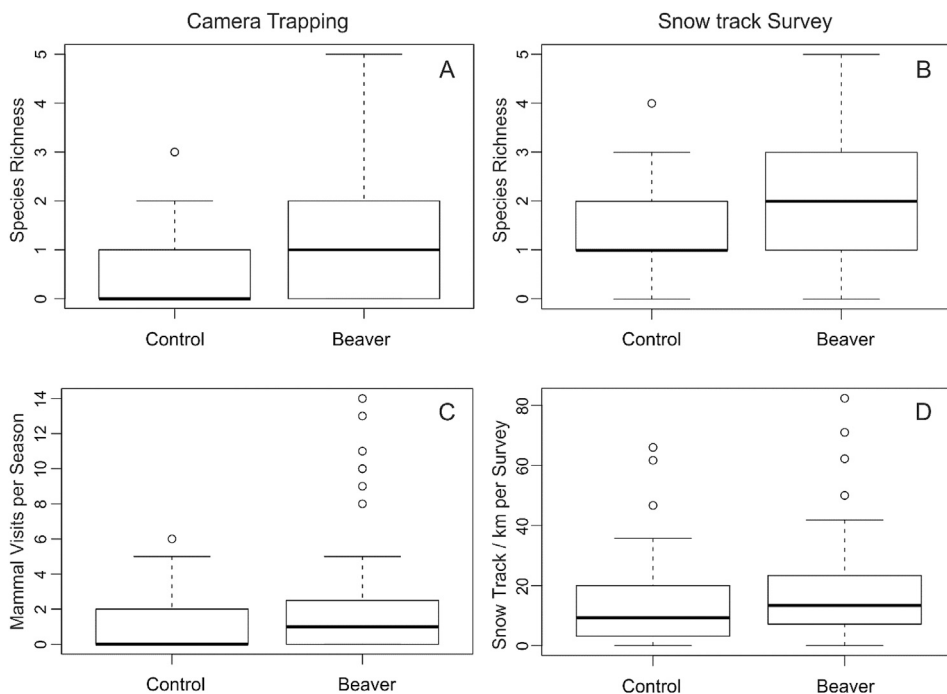 Camera Trapping
Snow track Survey
A
Species Richness
0 1 2 3 4 5
Control Beaver
B
Species Richness
0 1 2 3 4 5
Control Beaver
C
Mammal Visits per Season
0 2 4 6 8 10 12 14
Control Beaver
D
Snow Track / km per Survey
0 20 40 60 80
Control Beaver